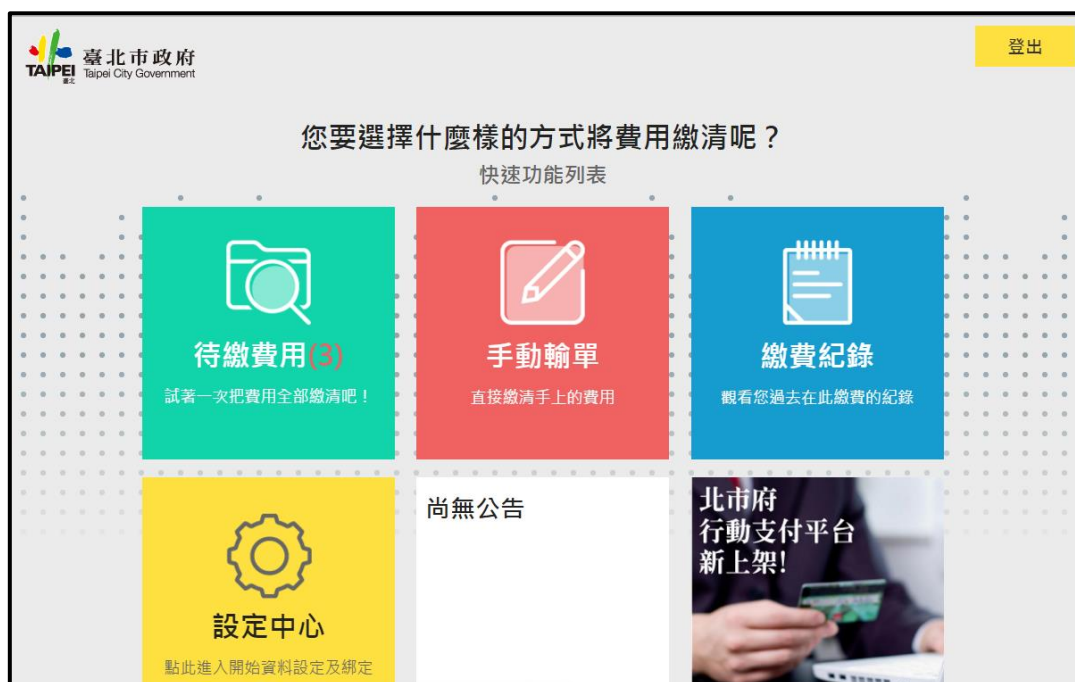 臺北市政府
TAIPEI
臺北
Taipei City Government
登出
您要選擇什麼樣的方式將費用繳清呢？
快速功能列表
待繳費用(3)
試著一次把費用全部繳清吧！
手動輸單
直接繳清手上的費用
繳費紀錄
觀看您過去在此繳費的紀錄
設定中心
點此進入開始資料設定及綁定
尚無公告
北市府
行動支付平台
新上架!